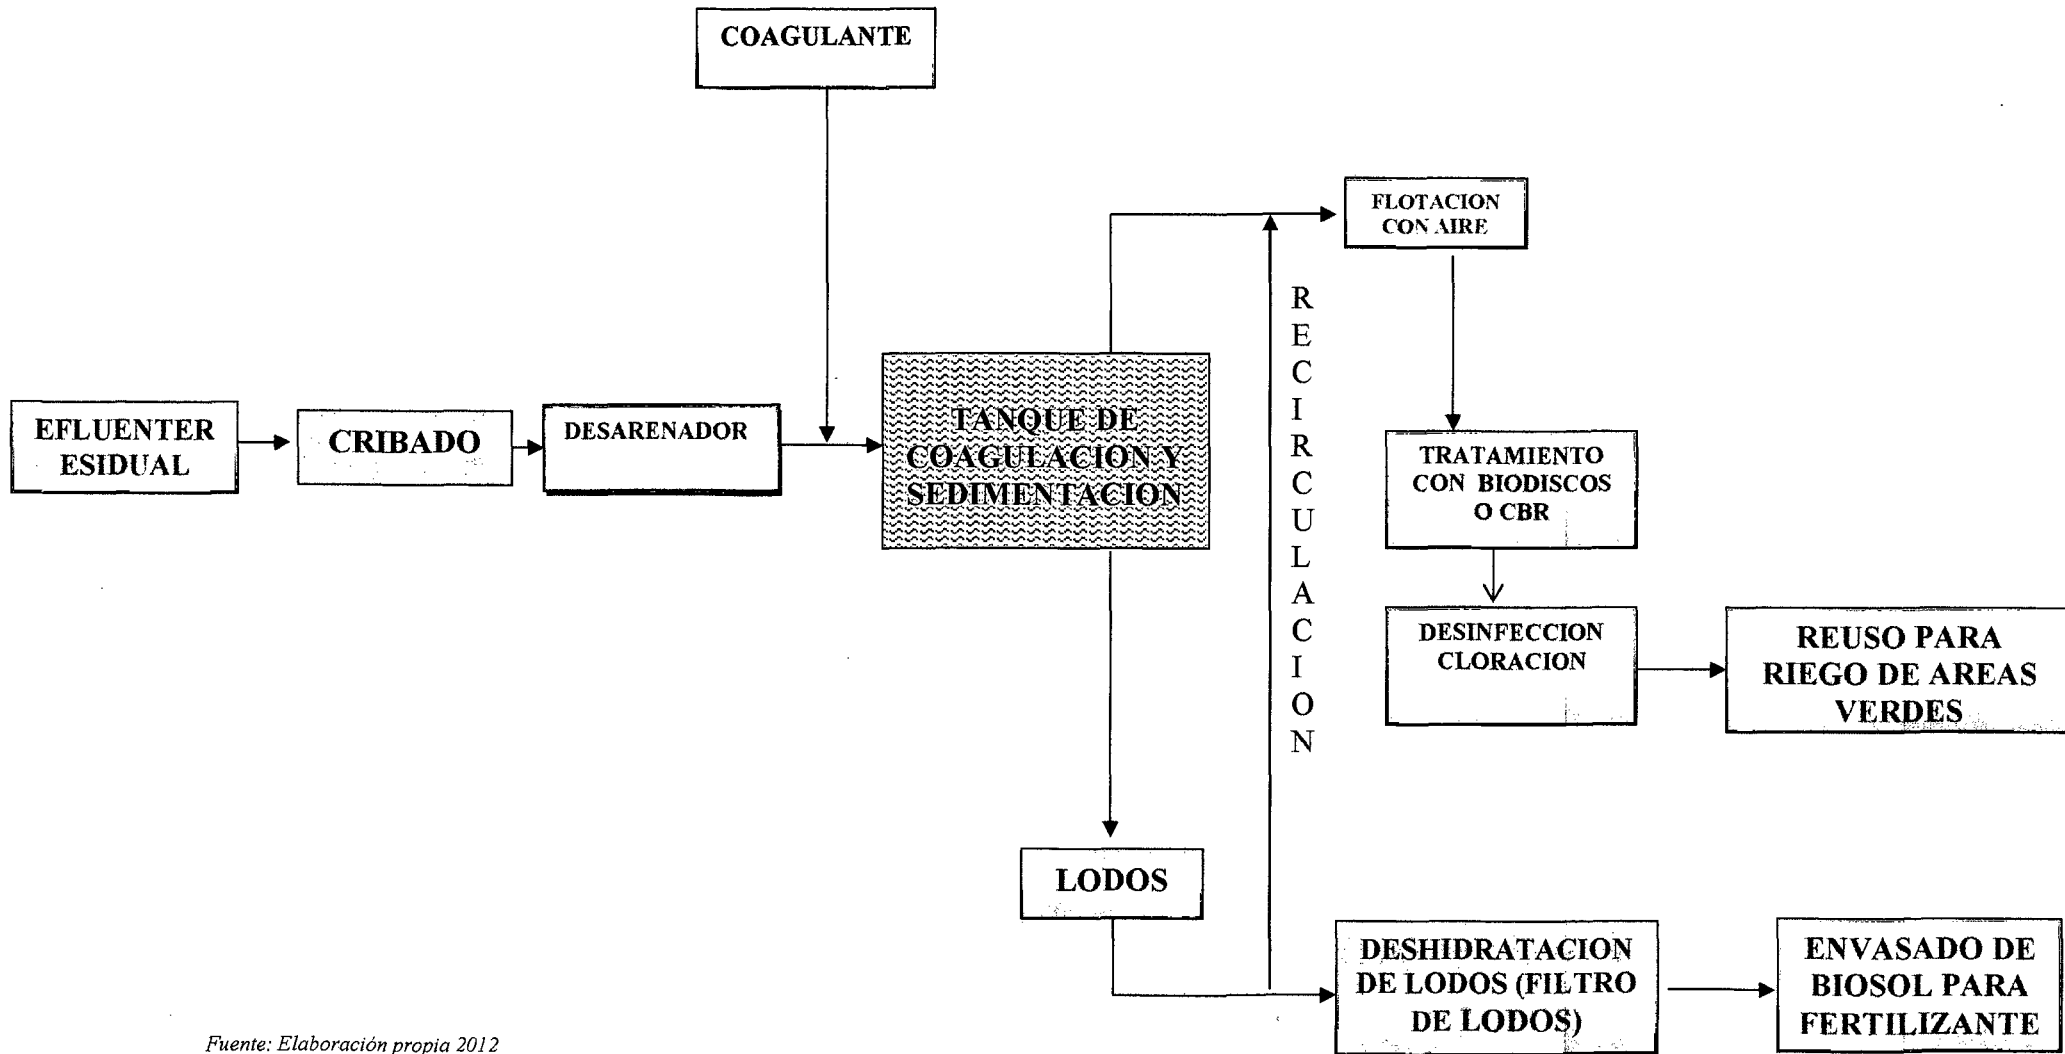 COAGULANTE
FLOTACION
CON AIRE
R
E
C
I
R
C
U
L
A
C
I
O
N
EFLUENTER
ESIDUAL
CRIBADO
DESARENADOR
TANQUE DE
COAGULACION Y
SEDIMENTACION
TRATAMIENTO
CON BIODISCOS
O CBR
DESINFECCION
CLORACION
REUSO PARA
RIEGO DE AREAS
VERDES
LODOS
DESHIDRATACION
DE LODOS (FILTRO
DE LODOS)
ENVASADO DE
BIOSOL PARA
FERTILIZANTE
Fuente: Elaboración propia 2012